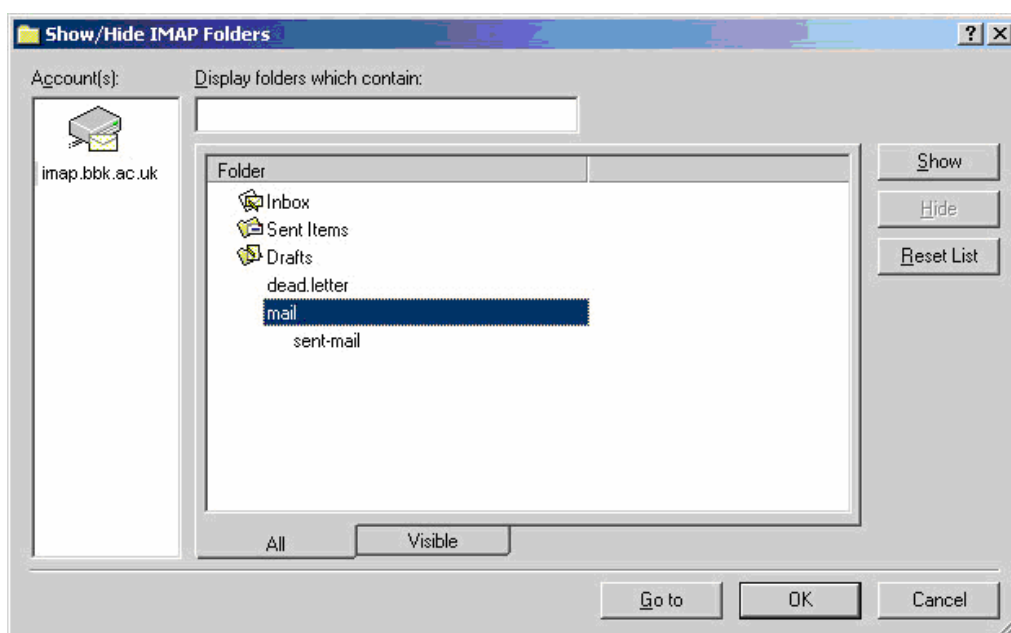 Show/Hide IMAP Folders
Account(s):
Display folders which contain:
imap.bbk.ac.uk
Folder
Inbox
Sent Items
Drafts
dead.letter
mail
sent-mail
Show
Hide
Reset List
All
Visible
Go to
OK
Cancel